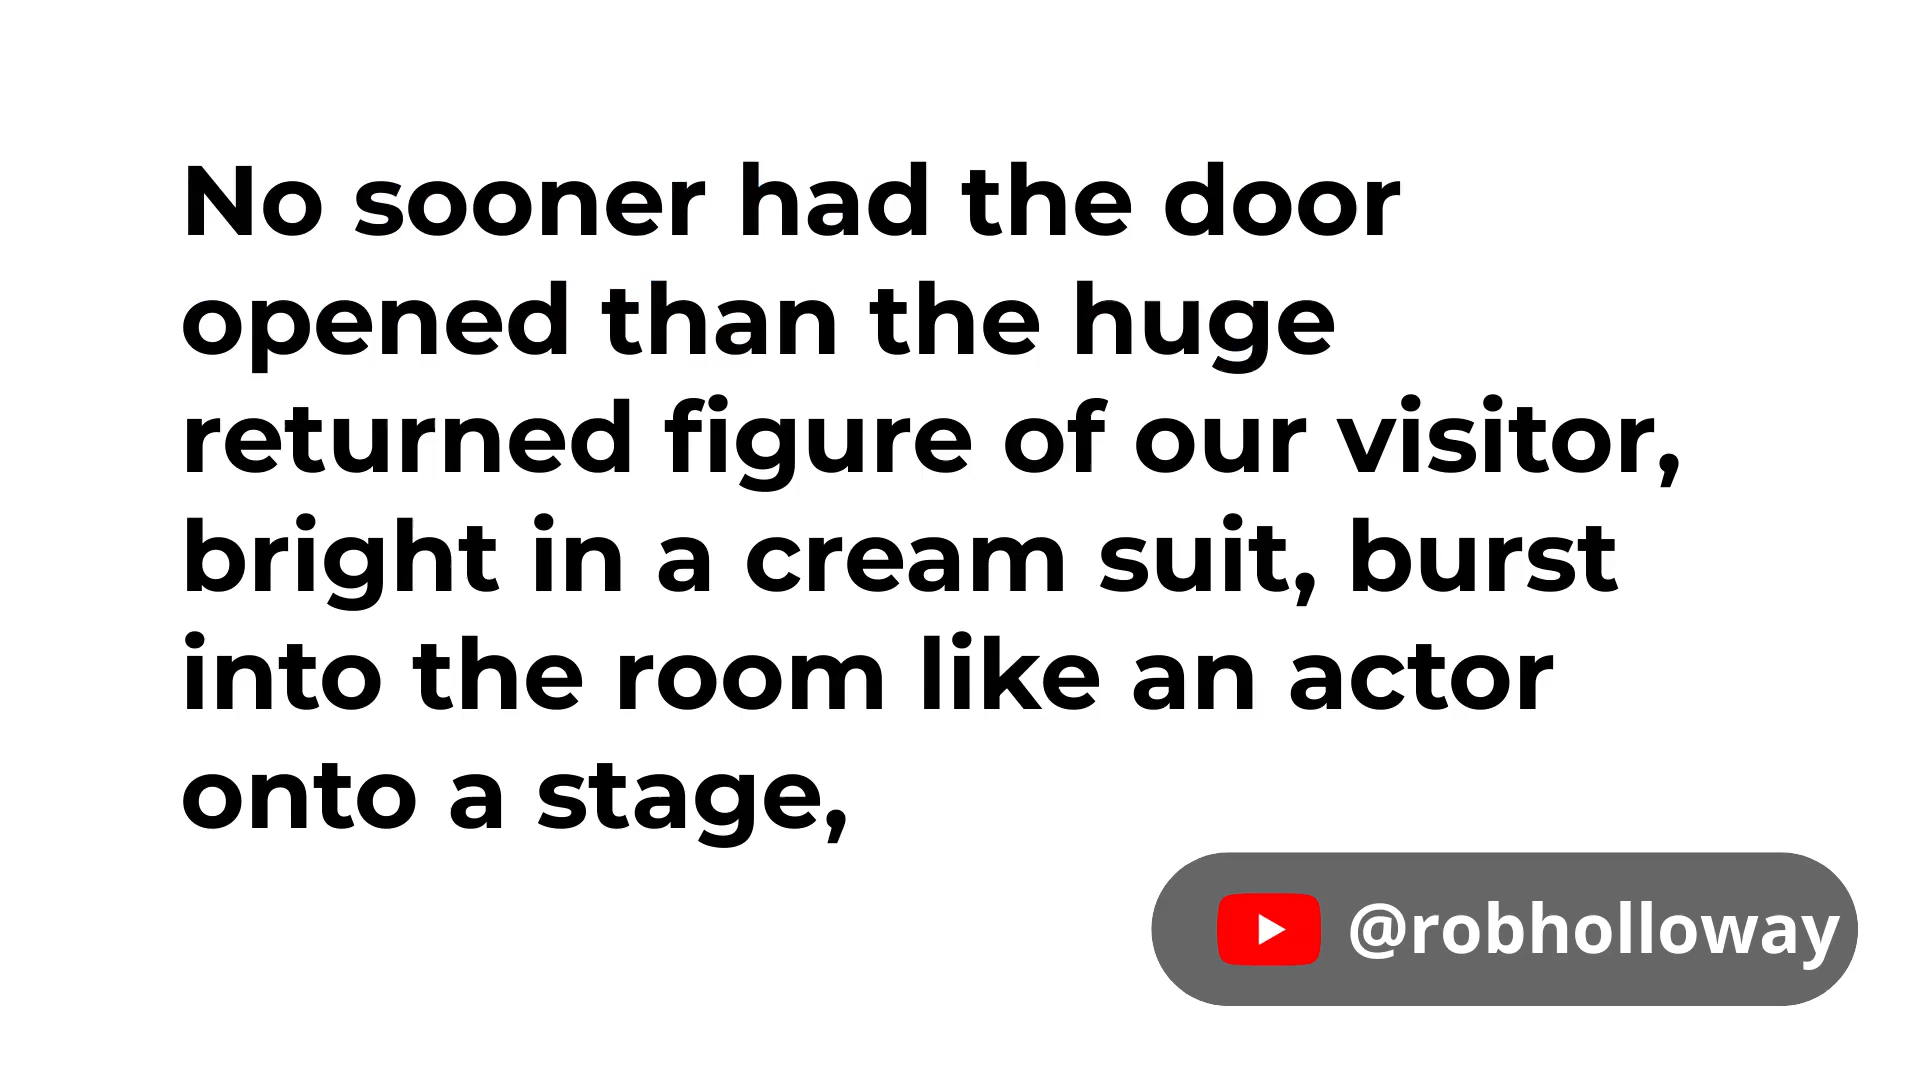 No sooner had the door
opened than the huge
returned figure of our visitor,
bright in a cream suit, burst
into the room like an actor
onto a stage,
@robholloway